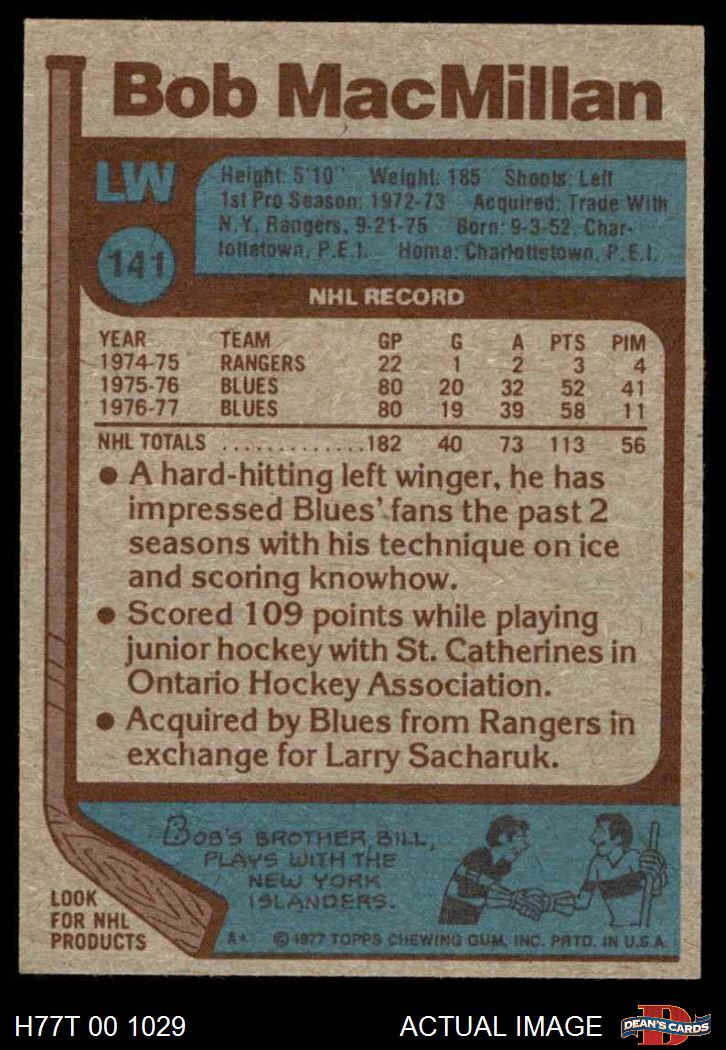 Bob MacMillan
LW
Height: 5'10" Weight: 185 Shoots: Left
1st Pro Season: 1972-73 Acquired: Trade With
N.Y. Rangers, 9-21-75 Born: 9-3-52, Char-
lottetown, P.E.I. Home: Charlottetown, P.E.I.
141
NHL RECORD
YEAR TEAM GP G A PTS PIM
1974-75 RANGERS 22 1 2 3 4
1975-76 BLUES 80 20 32 52 41
1976-77 BLUES 80 19 39 58 11
NHL TOTALS .............182 40 73 113 56
● A hard-hitting left winger, he has
impressed Blues' fans the past 2
seasons with his technique on ice
and scoring knowhow.
● Scored 109 points while playing
junior hockey with St. Catherines in
Ontario Hockey Association.
● Acquired by Blues from Rangers in
exchange for Larry Sacharuk.
BOB'S BROTHER, BILL,
PLAYS WITH THE
NEW YORK
ISLANDERS.
LOOK
FOR NHL
PRODUCTS
A* © 1977 TOPPS CHEWING GUM, INC. PRTD. IN U.S.A.
H77T 00 1029 ACTUAL IMAGE
D
DEAN'S CARDS